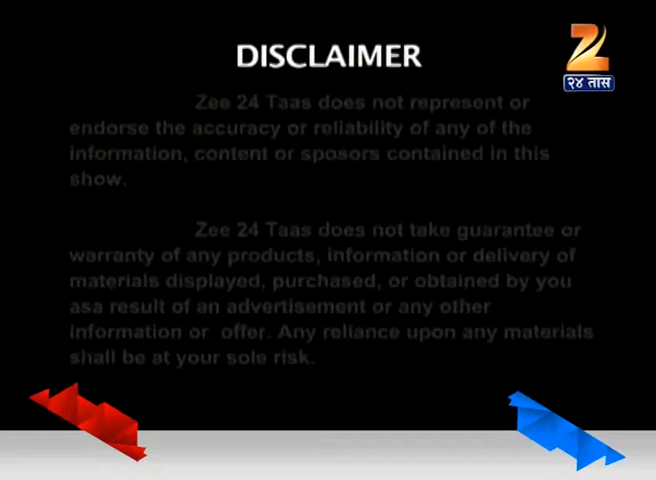 DISCLAIMER
२४ तास
Zee 24 Taas does not represent or
endorse the accuracy or reliability of any of the
information, content or sposors contained in this
show.
Zee 24 Taas does not take guarantee or
warranty of any products, information or delivery of
materials displayed, purchased, or obtained by you
asa result of an advertisement or any other
information or offer. Any reliance upon any materials
shall be at your sole risk.